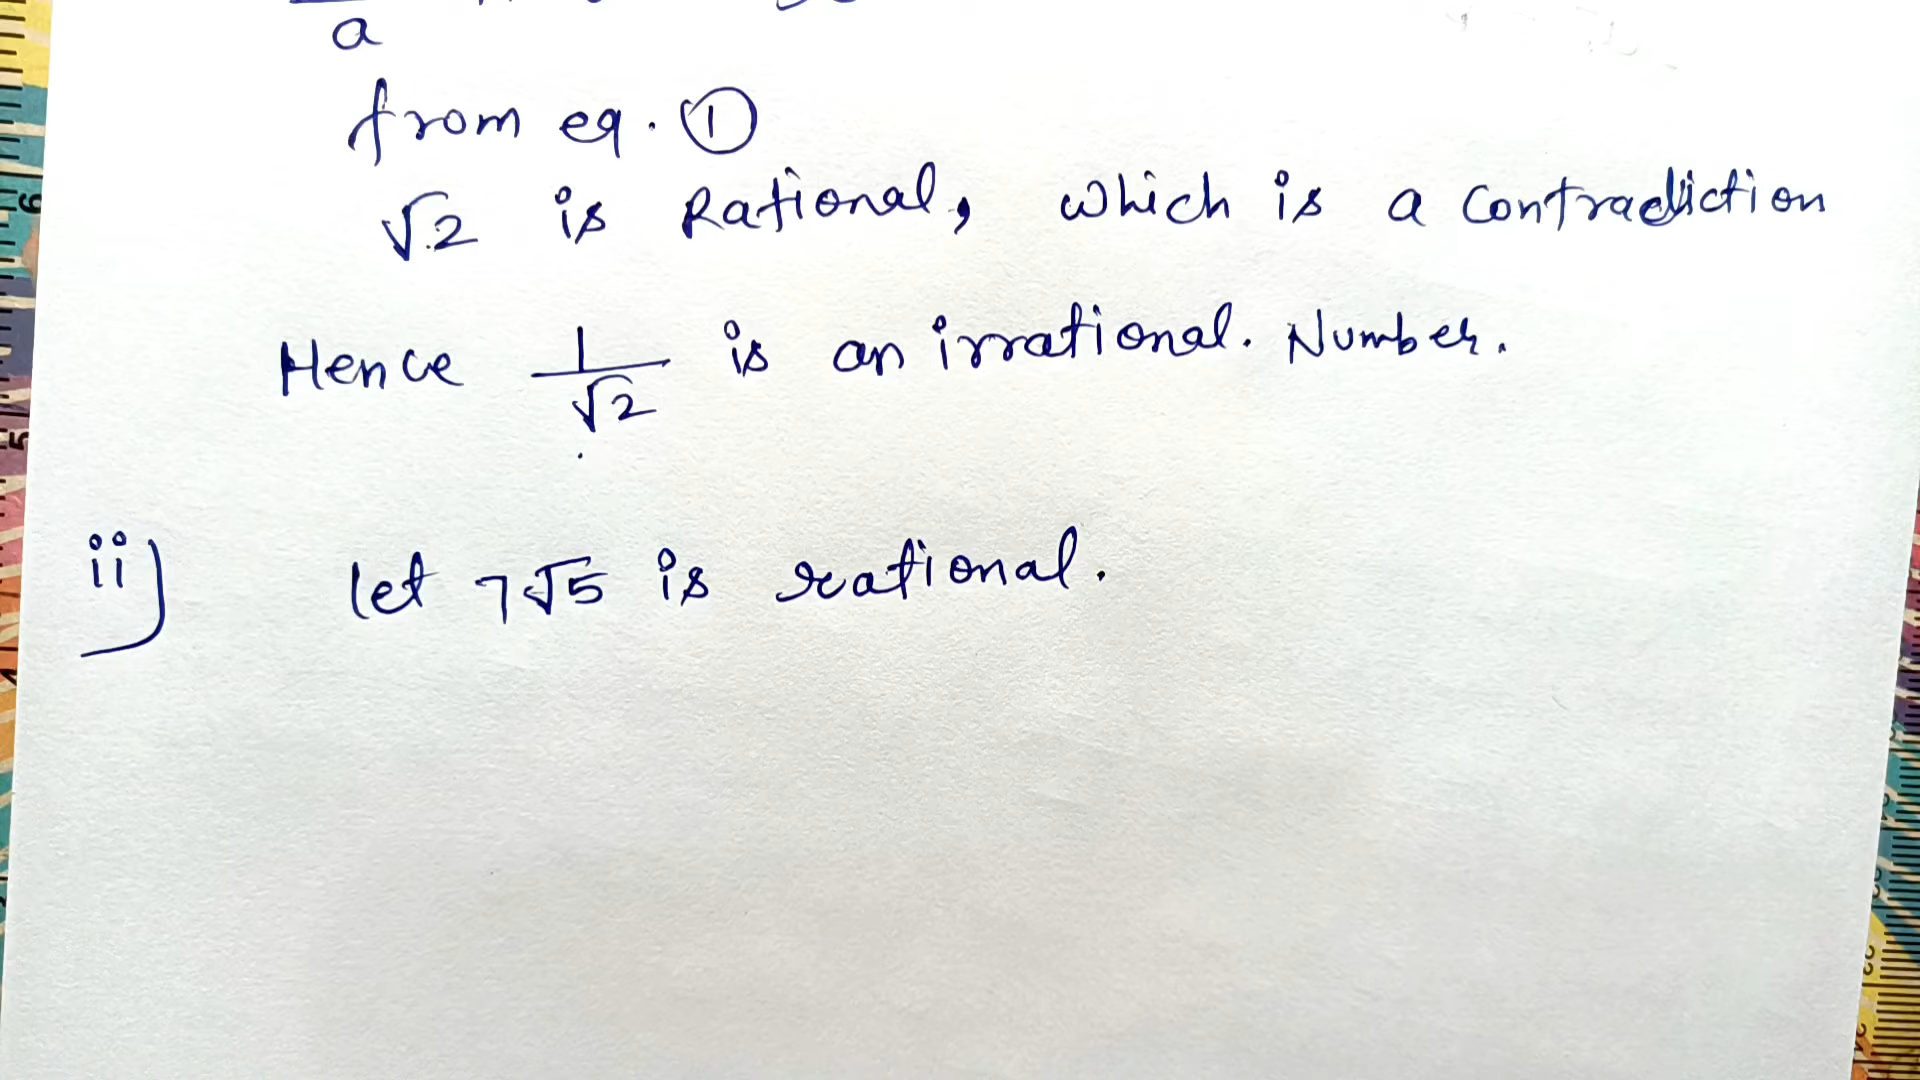 a
from eq. ①
√2 is Rational, which is a contradiction
Hence 1/√2 is an irrational. Number.
ii) let 7√5 is rational.